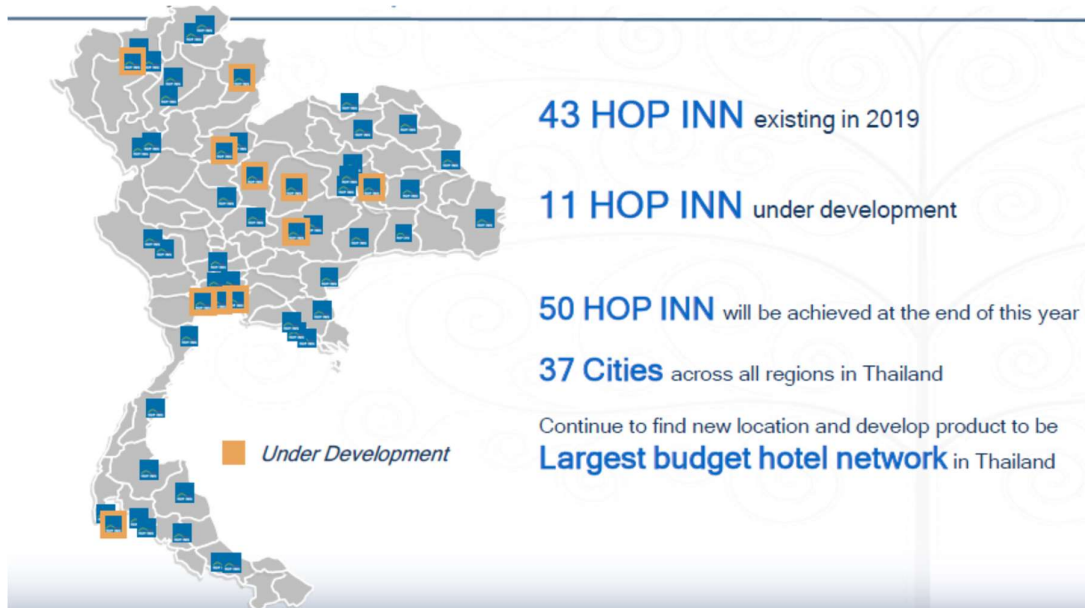 43 HOP INN existing in 2019
11 HOP INN under development
50 HOP INN will be achieved at the end of this year
37 Cities across all regions in Thailand
Continue to find new location and develop product to be
Largest budget hotel network in Thailand
Under Development